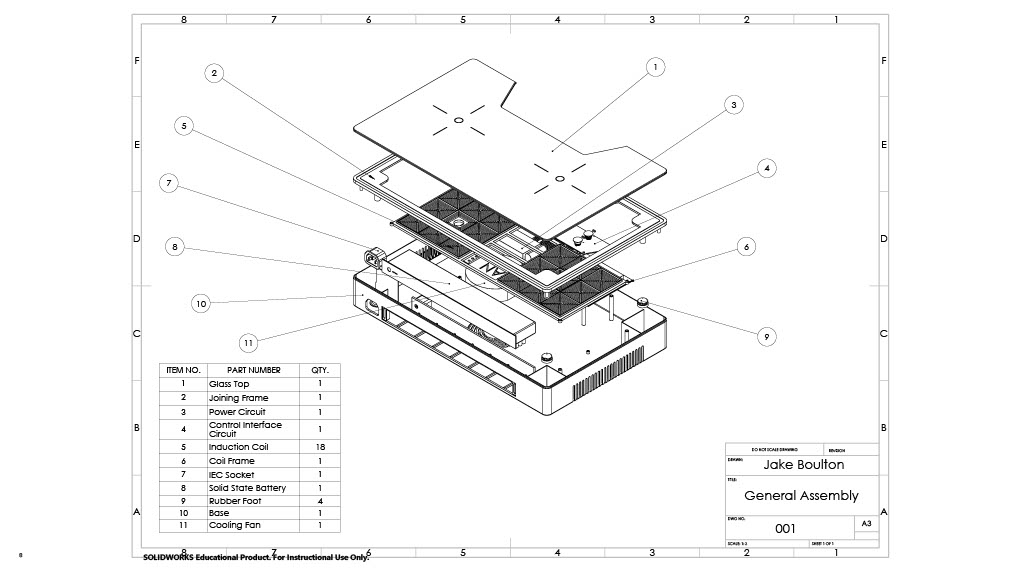 8 7 6 5 4 3 2 1
F F
E E
D D
C C
B B
A A
1
2
3
5
4
7
8
6
10
9
11
FAN
ITEM NO. PART NUMBER QTY.
1 Glass Top 1
2 Joining Frame 1
3 Power Circuit 1
4 Control Interface
Circuit 1
5 Induction Coil 18
6 Coil Frame 1
7 IEC Socket 1
8 Solid State Battery 1
9 Rubber Foot 4
10 Base 1
11 Cooling Fan 1
DO NOT SCALE DRAWING REVISION
DRAWN:
Jake Boulton
TITLE:
General Assembly
DWG NO.
001
A3
SCALE: 1:2 SHEET 1 OF 1
8 7 6 5 4 3 2 1
SOLIDWORKS Educational Product. For Instructional Use Only.